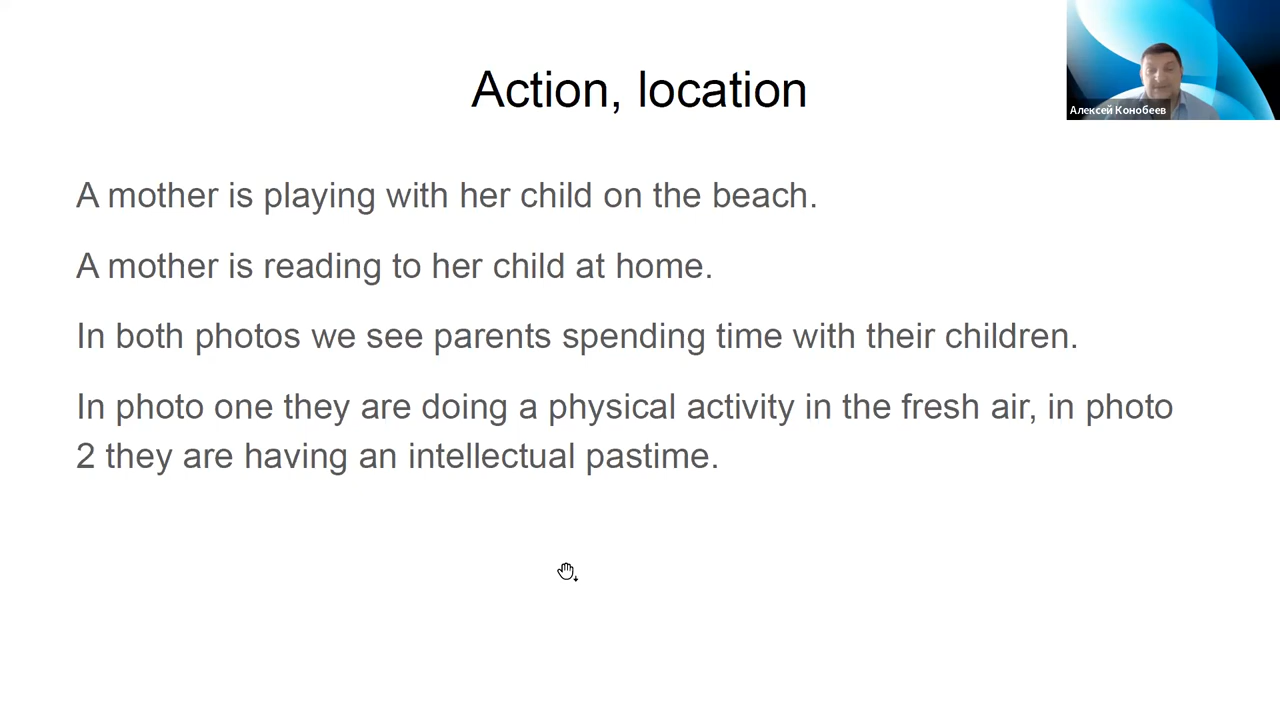 Action, location
Алексей Конобеев
A mother is playing with her child on the beach.
A mother is reading to her child at home.
In both photos we see parents spending time with their children.
In photo one they are doing a physical activity in the fresh air, in photo
2 they are having an intellectual pastime.